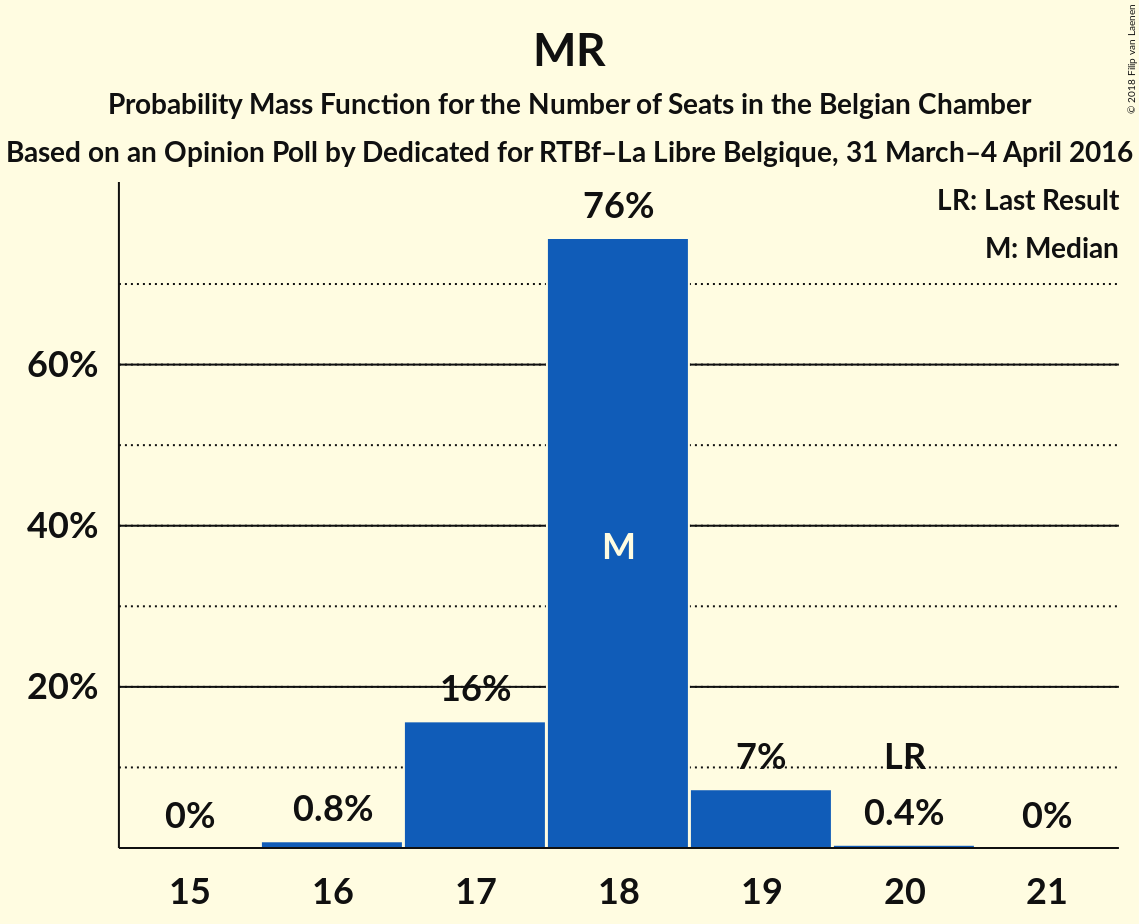 MR
Probability Mass Function for the Number of Seats in the Belgian Chamber
Based on an Opinion Poll by Dedicated for RTBf–La Libre Belgique, 31 March–4 April 2016
© 2018 Filip van Laenen
LR: Last Result
M: Median
76%
60%
40%
M
20%
16%
7%
LR
0%
0.8%
0.4%
0%
15 16 17 18 19 20 21